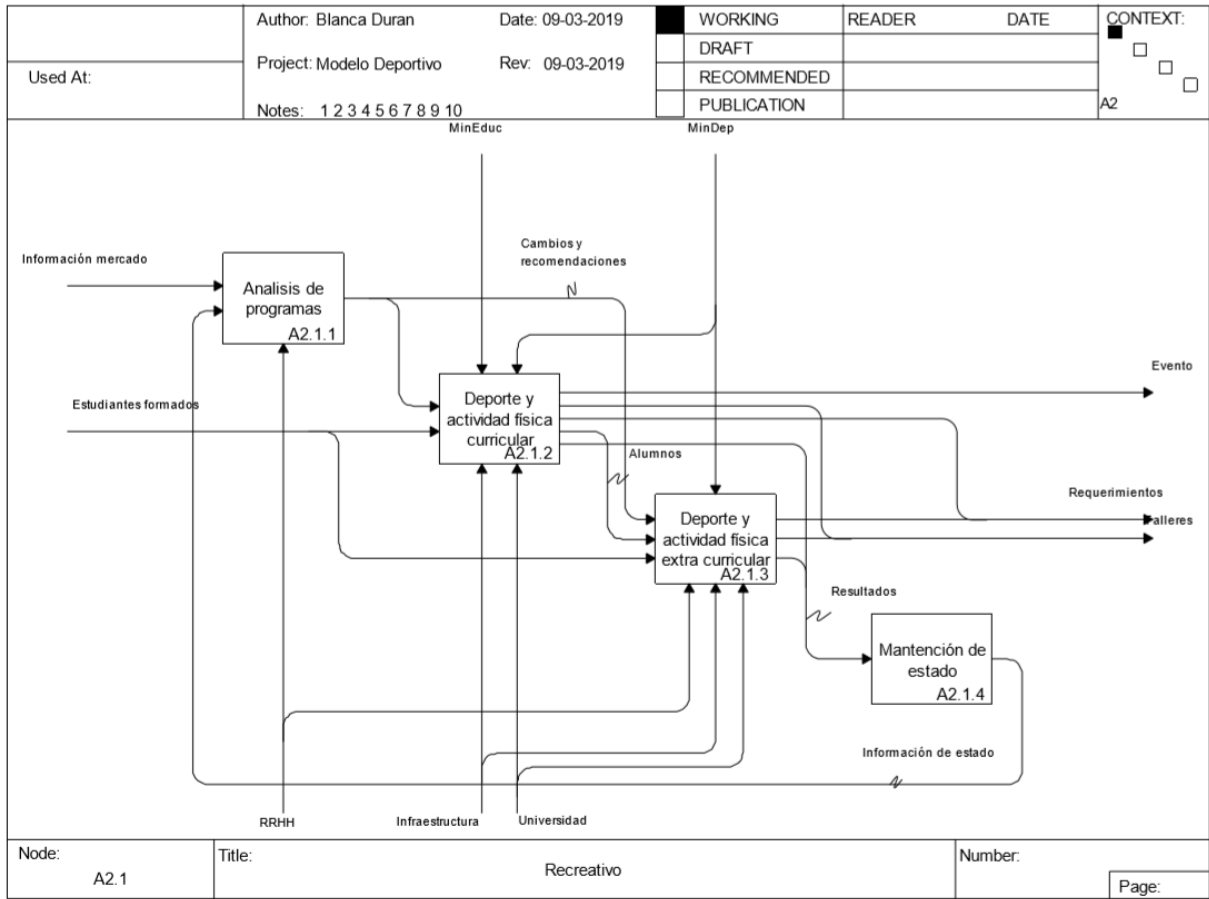 Used At:
Author: Blanca Duran
Date: 09-03-2019
Project: Modelo Deportivo
Rev: 09-03-2019
Notes: 1 2 3 4 5 6 7 8 9 10
WORKING
DRAFT
RECOMMENDED
PUBLICATION
READER
DATE
CONTEXT:
A2
MinEduc
MinDep
Información mercado
Analisis de
programas
A2.1.1
Cambios y
recomendaciones
Estudiantes formados
Deporte y
actividad física
curricular
A2.1.2
Evento
Alumnos
Requerimientos
Talleres
Deporte y
actividad física
extra curricular
A2.1.3
Resultados
Mantención de
estado
A2.1.4
Información de estado
RRHH
Infraestructura
Universidad
Node:
A2.1
Title:
Recreativo
Number:
Page: